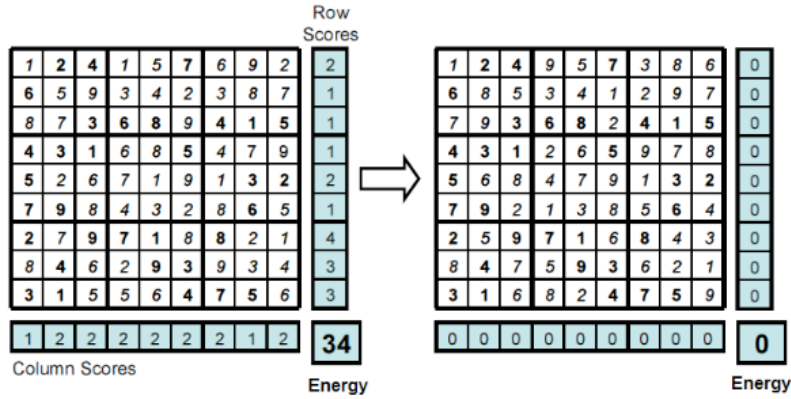 Row
Scores
1 2 4 1 5 7 6 9 2 2 1 2 4 9 5 7 3 8 6 0
6 5 9 3 4 2 3 8 7 1 6 8 5 3 4 1 2 9 7 0
8 7 3 6 8 9 4 1 5 1 7 9 3 6 8 2 4 1 5 0
4 3 1 6 8 5 4 7 9 1 4 3 1 2 6 5 9 7 8 0
5 2 6 7 1 9 1 3 2 2 5 6 8 4 7 9 1 3 2 0
7 9 8 4 3 2 8 6 5 1 7 9 2 1 3 8 5 6 4 0
2 7 9 7 1 8 8 2 1 4 2 5 9 7 1 6 8 4 3 0
8 4 6 2 9 3 9 3 4 3 8 4 7 5 9 3 6 2 1 0
3 1 5 5 6 4 7 5 6 3 3 1 6 8 2 4 7 5 9 0
1 2 2 2 2 2 2 1 2 34 0 0 0 0 0 0 0 0 0 0
Column Scores
Energy Energy